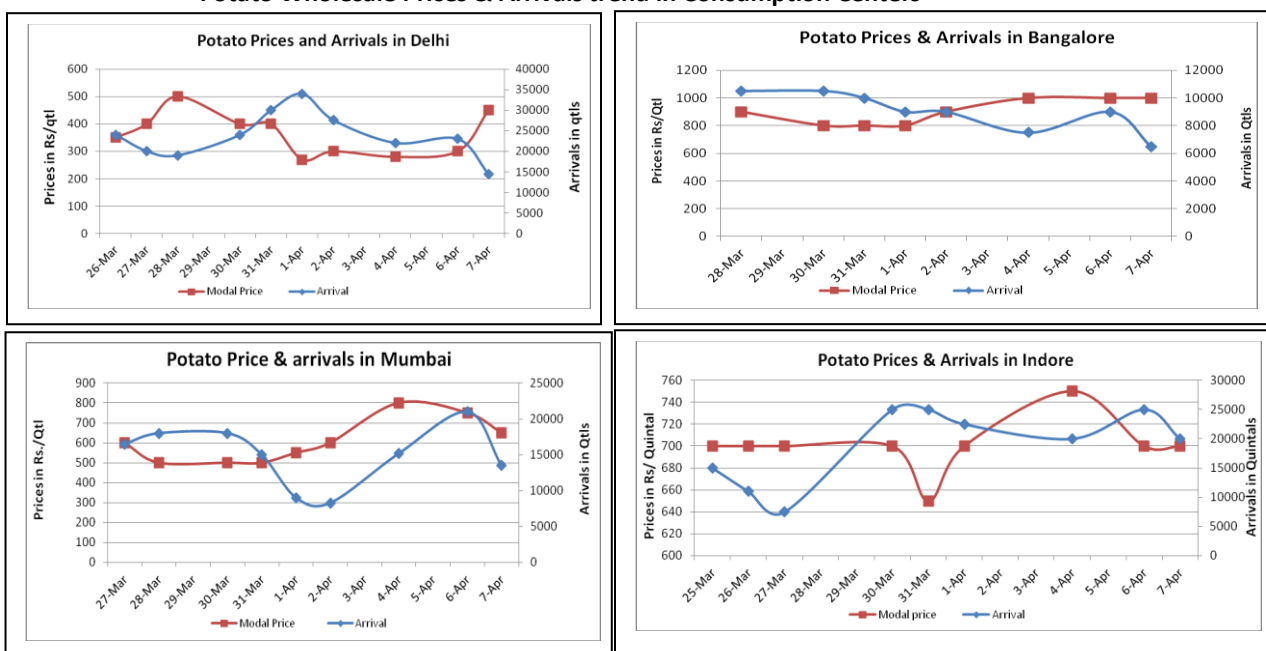 Potato Prices and Arrivals in Delhi
Prices in Rs/qtl
600
500
400
300
200
100
0
40000
35000
30000
25000
20000
15000
10000
5000
0
Arrivals in qtls
26-Mar
27-Mar
28-Mar
29-Mar
30-Mar
31-Mar
1-Apr
2-Apr
3-Apr
4-Apr
5-Apr
6-Apr
7-Apr
Modal Price
Arrival
Potato Prices & Arrivals in Bangalore
Prices in Rs/Qtl
1200
1000
800
600
400
200
0
12000
10000
8000
6000
4000
2000
0
Arrivals in Qtls
28-Mar
29-Mar
30-Mar
31-Mar
1-Apr
2-Apr
3-Apr
4-Apr
5-Apr
6-Apr
7-Apr
Modal Price
Arrival
Potato Price & arrivals in Mumbai
Prices in Rs./Qtl
900
800
700
600
500
400
300
200
100
0
25000
20000
15000
10000
5000
0
Arrivals in Qtls
27-Mar
28-Mar
29-Mar
30-Mar
31-Mar
1-Apr
2-Apr
3-Apr
4-Apr
5-Apr
6-Apr
7-Apr
Modal Price
Arrival
Potato Prices & Arrivals in Indore
Prices in Rs/ Quintal
760
740
720
700
680
660
640
620
600
30000
25000
20000
15000
10000
5000
0
Arrivals in Quintals
25-Mar
26-Mar
27-Mar
28-Mar
29-Mar
30-Mar
31-Mar
1-Apr
2-Apr
3-Apr
4-Apr
5-Apr
6-Apr
7-Apr
Modal price
Arrival